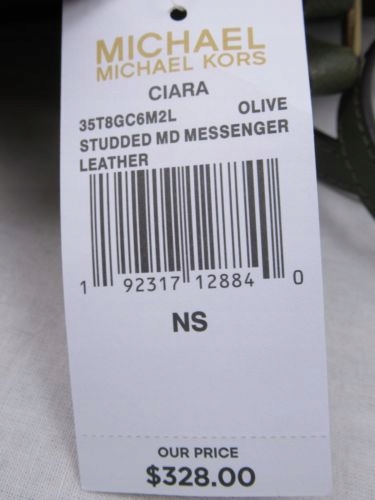 MICHAEL
MICHAEL KORS
CIARA
35T8GC6M2L OLIVE
STUDDED MD MESSENGER
LEATHER
1 92317 12884 0
NS
OUR PRICE
$328.00